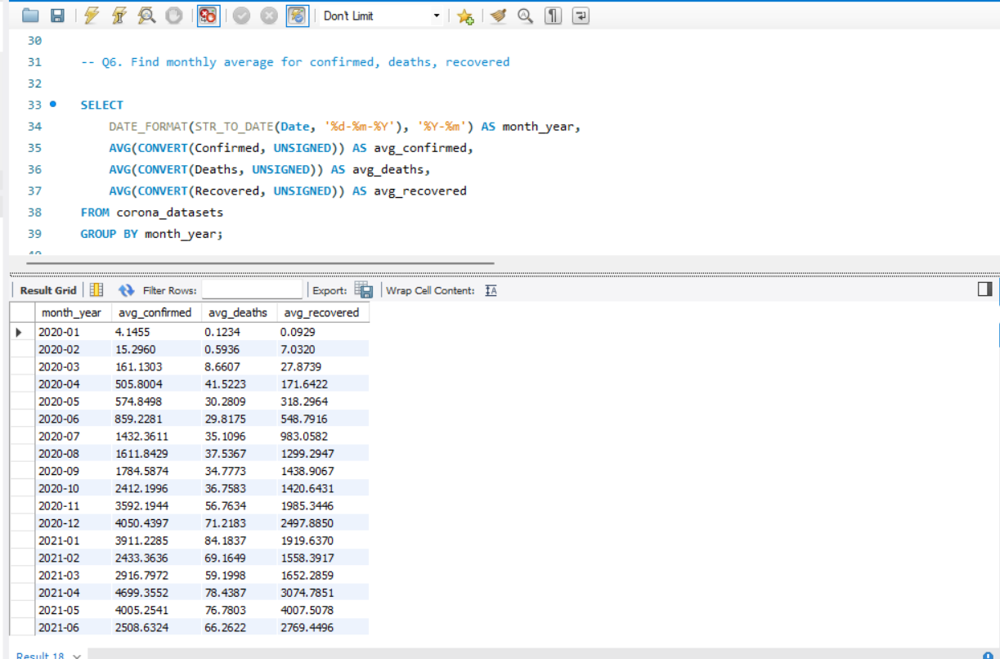 Don't Limit
30
31 -- Q6. Find monthly average for confirmed, deaths, recovered
32
33 SELECT
34 DATE_FORMAT(STR_TO_DATE(Date, '%d-%m-%Y'), '%Y-%m') AS month_year,
35 AVG(CONVERT(Confirmed, UNSIGNED)) AS avg_confirmed,
36 AVG(CONVERT(Deaths, UNSIGNED)) AS avg_deaths,
37 AVG(CONVERT(Recovered, UNSIGNED)) AS avg_recovered
38 FROM corona_datasets
39 GROUP BY month_year;
Result Grid Filter Rows: Export: Wrap Cell Content: IA
month_year avg_confirmed avg_deaths avg_recovered
2020-01 4.1455 0.1234 0.0929
2020-02 15.2960 0.5936 7.0320
2020-03 161.1303 8.6607 27.8739
2020-04 505.8004 41.5223 171.6422
2020-05 574.8498 30.2809 318.2964
2020-06 859.2281 29.8175 548.7916
2020-07 1432.3611 35.1096 983.0582
2020-08 1611.8429 37.5367 1299.2947
2020-09 1784.5874 34.7773 1438.9067
2020-10 2412.1996 36.7583 1420.6431
2020-11 3592.1944 56.7634 1985.3446
2020-12 4050.4397 71.2183 2497.8850
2021-01 3911.2285 84.1837 1919.6370
2021-02 2433.3636 69.1649 1558.3917
2021-03 2916.7972 59.1998 1652.2859
2021-04 4699.3552 78.4387 3074.7851
2021-05 4005.2541 76.7803 4007.5078
2021-06 2508.6324 66.2622 2769.4496
Result 18